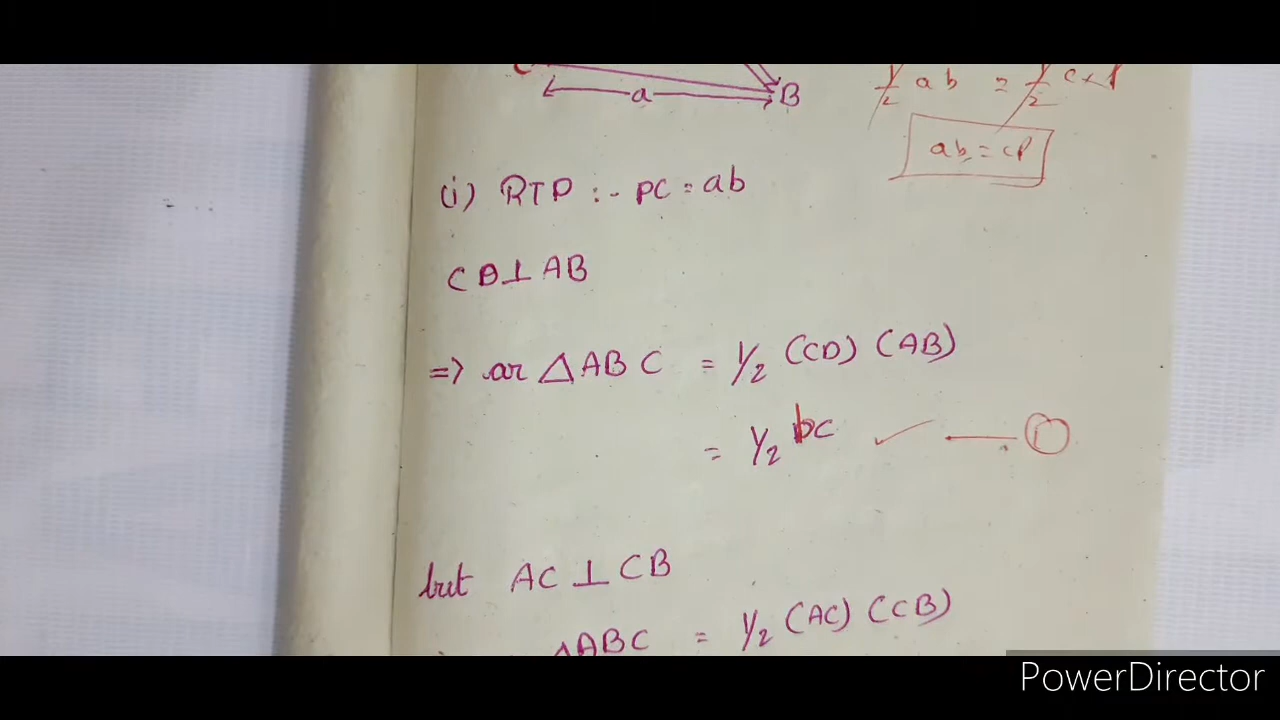 a
B
½ ab = ½ c × P
ab = cP
(i) RTP :- PC = ab
CD ⊥ AB
=> ar △ABC = 1/2 (CD) (AB)
= 1/2 bc ✓ — ①
but AC ⊥ CB
△ABC = 1/2 (AC) (CB)
PowerDirector